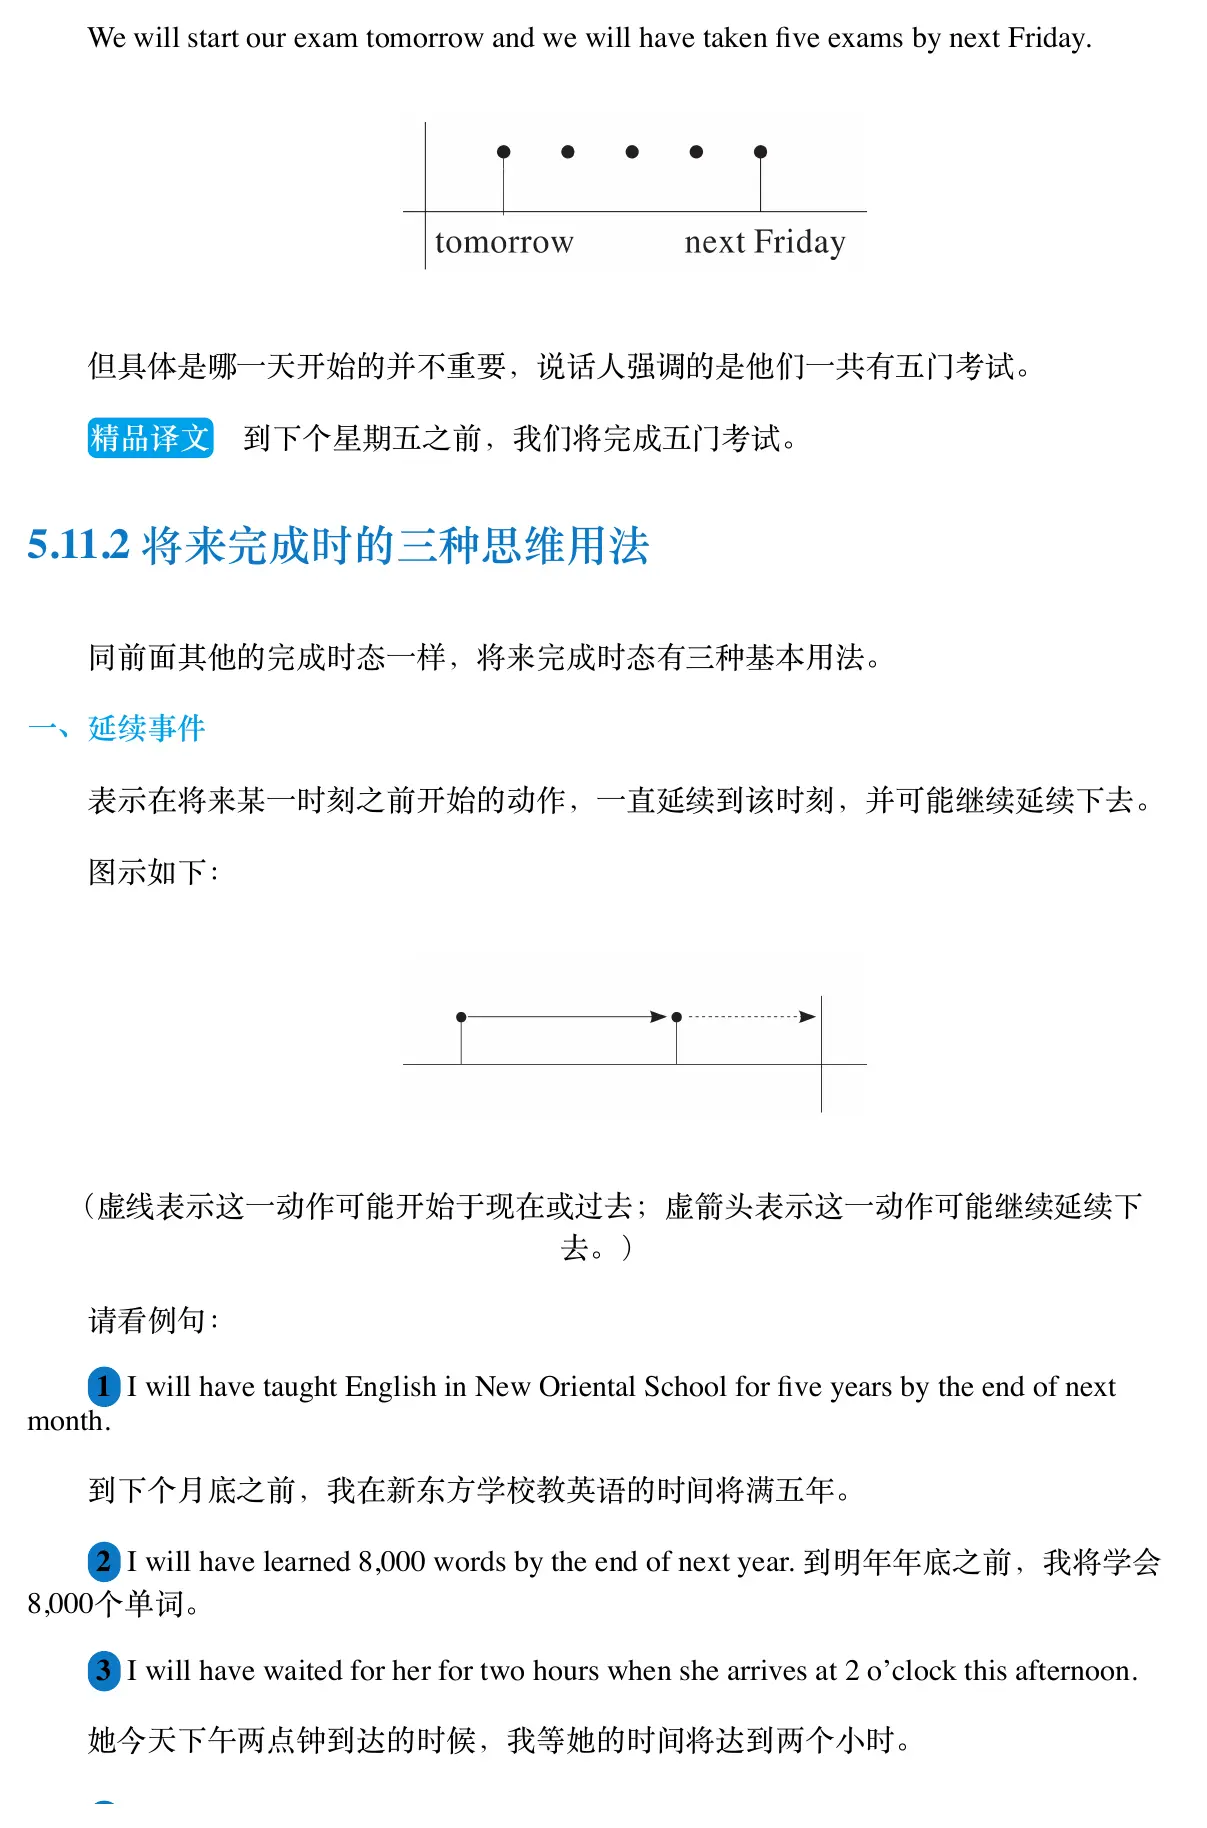 We will start our exam tomorrow and we will have taken five exams by next Friday.
tomorrow next Friday
但具体是哪一天开始的并不重要，说话人强调的是他们一共有五门考试。
精品译文 到下个星期五之前，我们将完成五门考试。
5.11.2 将来完成时的三种思维用法
同前面其他的完成时态一样，将来完成时态有三种基本用法。
一、延续事件
表示在将来某一时刻之前开始的动作，一直延续到该时刻，并可能继续延续下去。
图示如下：
（虚线表示这一动作可能开始于现在或过去；虚箭头表示这一动作可能继续延续下
去。）
请看例句：
1 I will have taught English in New Oriental School for five years by the end of next
month.
到下个月底之前，我在新东方学校教英语的时间将满五年。
2 I will have learned 8,000 words by the end of next year. 到明年年底之前，我将学会
8,000个单词。
3 I will have waited for her for two hours when she arrives at 2 o’clock this afternoon.
她今天下午两点钟到达的时候，我等她的时间将达到两个小时。